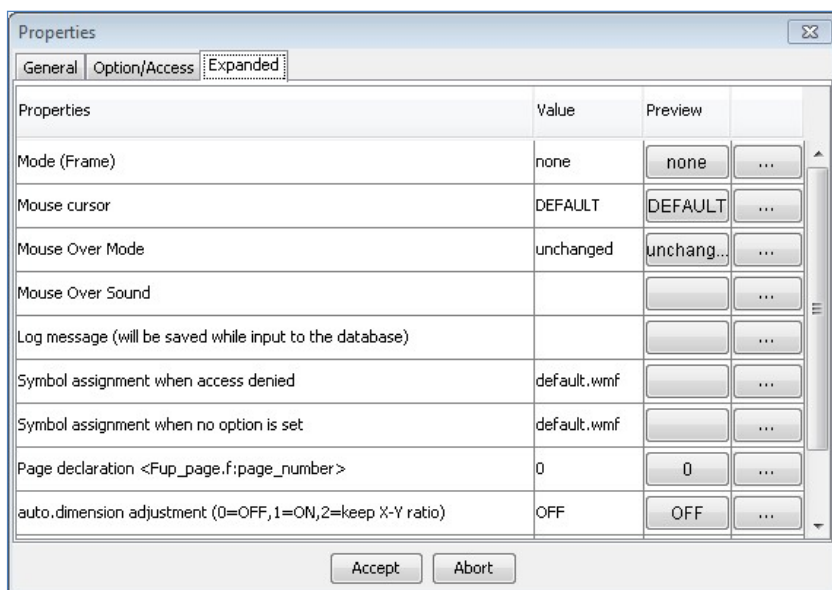 Properties
General Option/Access Expanded
Properties Value Preview
Mode (Frame) none none ...
Mouse cursor DEFAULT DEFAULT ...
Mouse Over Mode unchanged unchang... ...
Mouse Over Sound ...
Log message (will be saved while input to the database) ...
Symbol assignment when access denied default.wmf ...
Symbol assignment when no option is set default.wmf ...
Page declaration <Fup_page.f:page_number> 0 0 ...
auto.dimension adjustment (0=OFF,1=ON,2=keep X-Y ratio) OFF OFF ...
Accept Abort